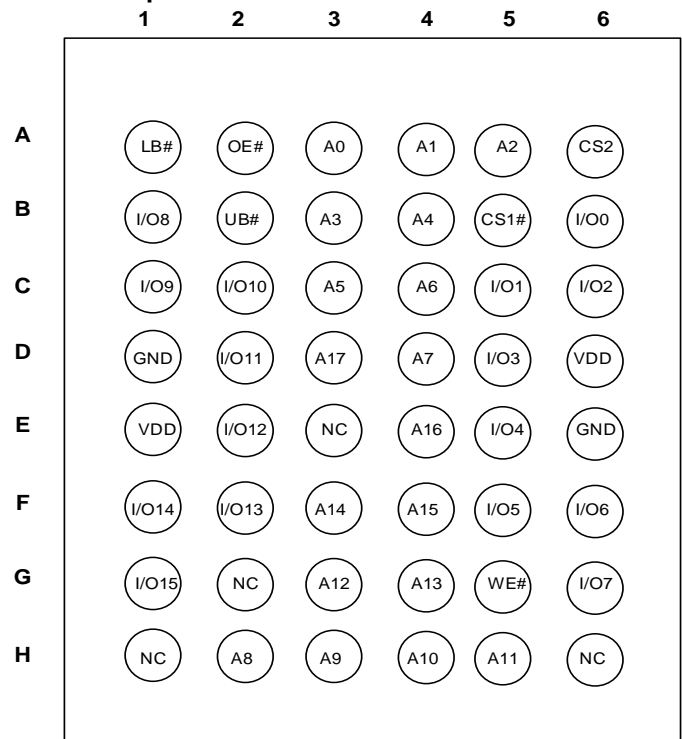 1 2 3 4 5 6
A LB# OE# A0 A1 A2 CS2
B I/O8 UB# A3 A4 CS1# I/O0
C I/O9 I/O10 A5 A6 I/O1 I/O2
D GND I/O11 A17 A7 I/O3 VDD
E VDD I/O12 NC A16 I/O4 GND
F I/O14 I/O13 A14 A15 I/O5 I/O6
G I/O15 NC A12 A13 WE# I/O7
H NC A8 A9 A10 A11 NC